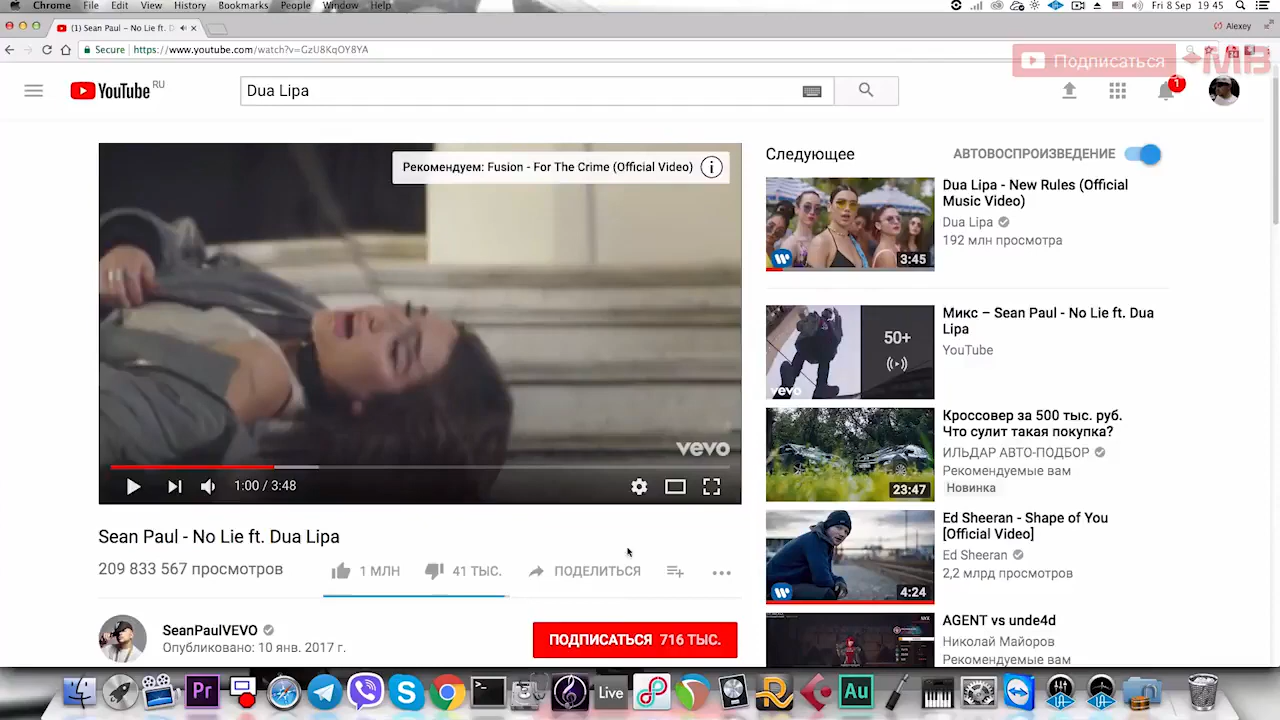 Chrome File Edit View History Bookmarks People Window Help
Fri 8 Sep 19 45
(1) Sean Paul – No Lie ft. D
Alexey
Secure https://www.youtube.com/watch?v=GzU8KqOY8YA
Подписаться
MB
YouTube RU
Dua Lipa
1
Рекомендуем: Fusion - For The Crime (Official Video)
vevo
1:00 / 3:48
Sean Paul - No Lie ft. Dua Lipa
209 833 567 просмотров
1 МЛН
41 ТЫС.
ПОДЕЛИТЬСЯ
SeanPaulVEVO
Опубликовано: 10 янв. 2017 г.
ПОДПИСАТЬСЯ 716 ТЫС.
Следующее
АВТОВОСПРОИЗВЕДЕНИЕ
3:45
Dua Lipa - New Rules (Official
Music Video)
Dua Lipa
192 млн просмотра
vevo
50+
Микс – Sean Paul - No Lie ft. Dua
Lipa
YouTube
23:47
Кроссовер за 500 тыс. руб.
Что сулит такая покупка?
ИЛЬДАР АВТО-ПОДБОР
Рекомендуемые вам
Новинка
4:24
Ed Sheeran - Shape of You
[Official Video]
Ed Sheeran
2,2 млрд просмотров
AGENT vs unde4d
Николай Майоров
Рекомендуемые вам
Pr
Live
Au